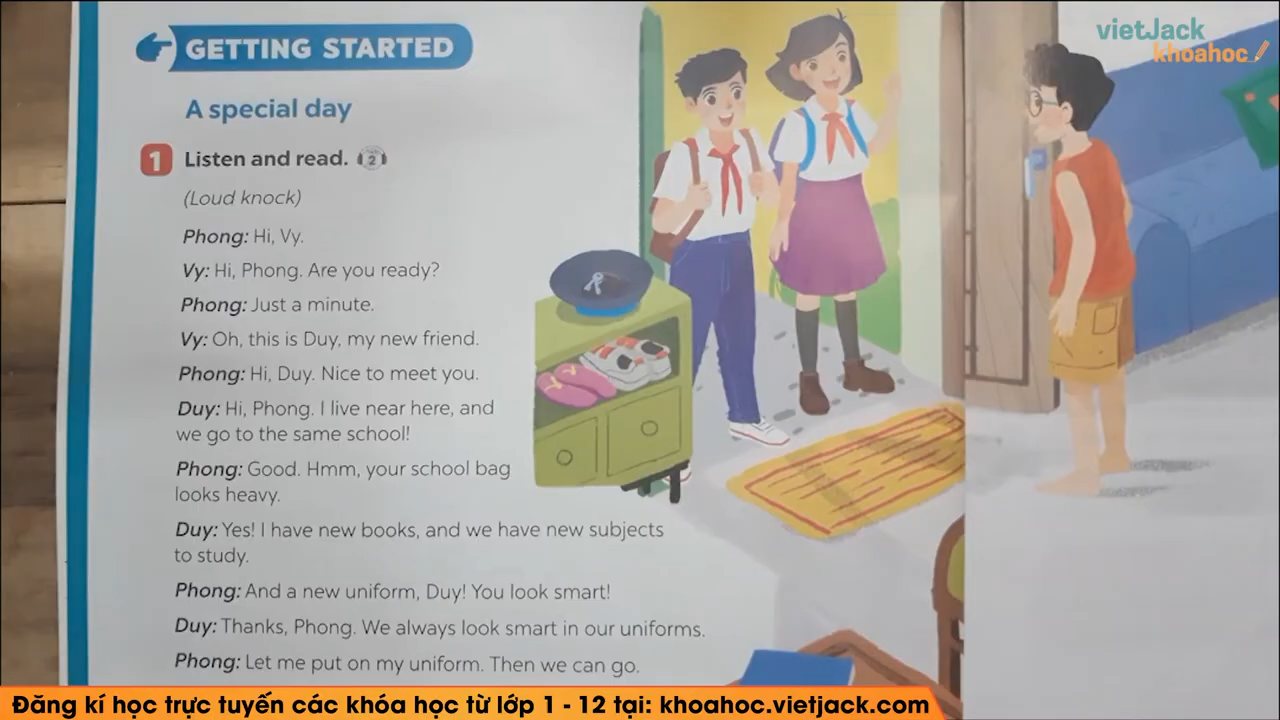 GETTING STARTED
vietJack
khoahoc
A special day
1 Listen and read. 2
(Loud knock)
Phong: Hi, Vy.
Vy: Hi, Phong. Are you ready?
Phong: Just a minute.
Vy: Oh, this is Duy, my new friend.
Phong: Hi, Duy. Nice to meet you.
Duy: Hi, Phong. I live near here, and
we go to the same school!
Phong: Good. Hmm, your school bag
looks heavy.
Duy: Yes! I have new books, and we have new subjects
to study.
Phong: And a new uniform, Duy! You look smart!
Duy: Thanks, Phong. We always look smart in our uniforms.
Phong: Let me put on my uniform. Then we can go.
Đăng kí học trực tuyến các khóa học từ lớp 1 - 12 tại: khoahoc.vietjack.com